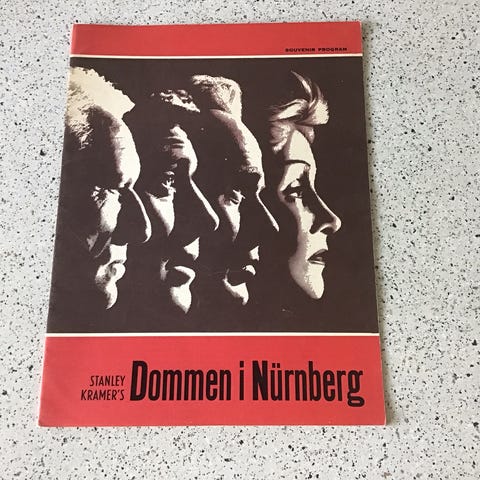 SOUVENIR PROGRAM
STANLEY
KRAMER'S
Dommen i Nürnberg